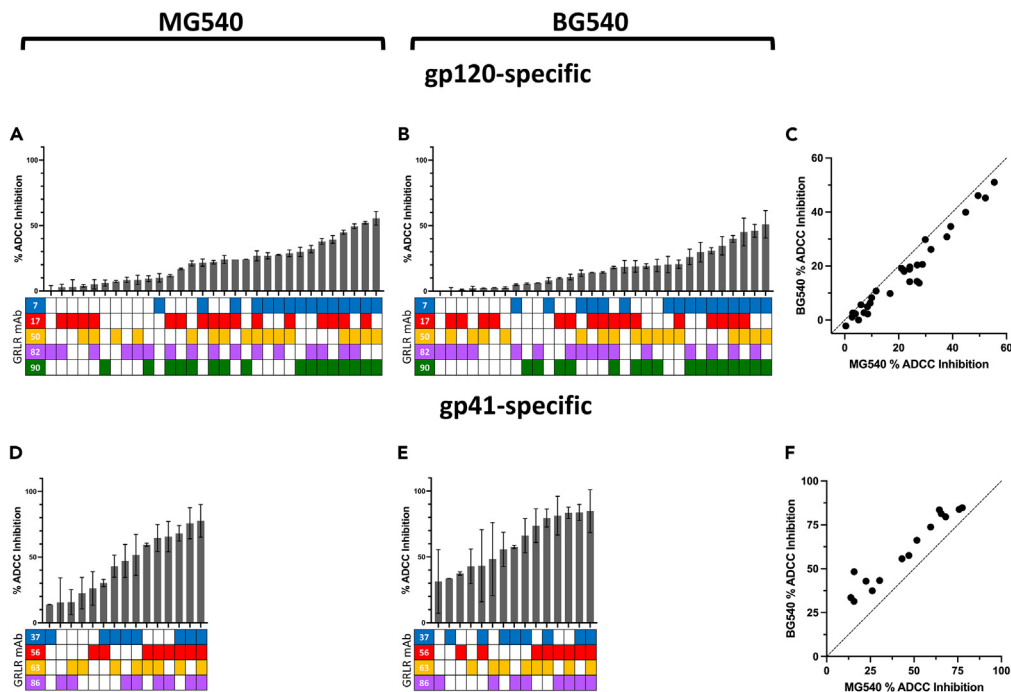 MG540
BG540
gp120-specific
A
B
C
% ADCC Inhibition
100
50
0
GRLR mAb
7
17
50
82
90
% ADCC Inhibition
100
50
0
GRLR mAb
7
17
50
82
90
BG540 % ADCC Inhibition
60
50
40
30
20
10
0
0
20
40
60
MG540 % ADCC Inhibition
gp41-specific
D
E
F
% ADCC Inhibition
100
50
0
GRLR mAb
37
56
63
86
% ADCC Inhibition
100
50
0
GRLR mAb
37
56
63
86
BG540 % ADCC Inhibition
100
75
50
25
0
0
25
50
75
100
MG540 % ADCC Inhibition